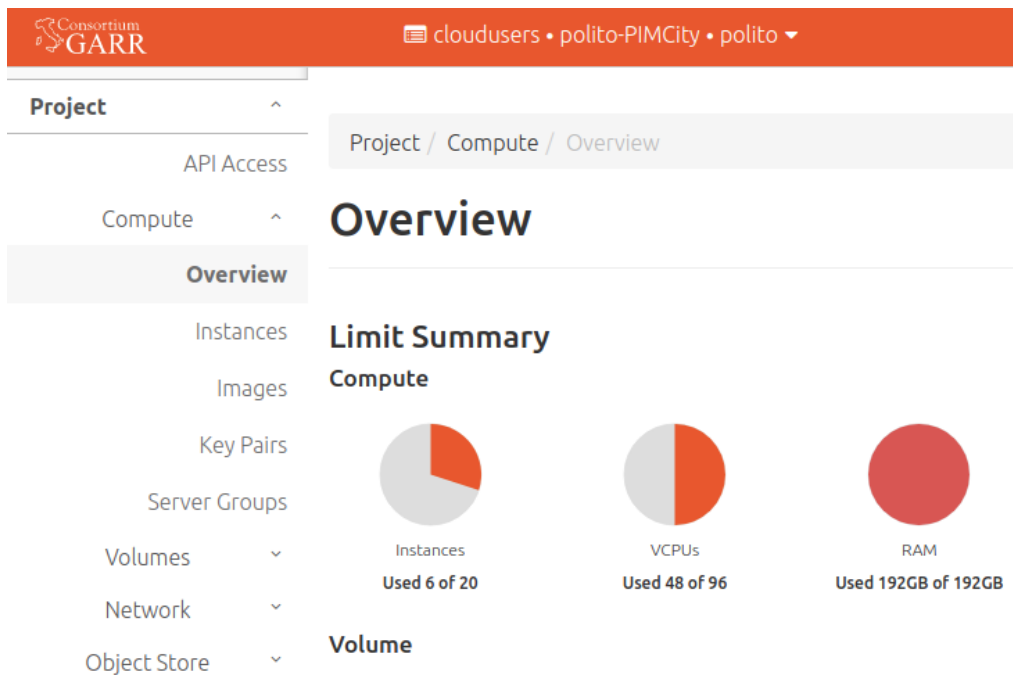 Consortium
GARR
cloudusers • polito-PIMCity • polito
Project
API Access
Compute
Overview
Instances
Images
Key Pairs
Server Groups
Volumes
Network
Object Store
Project / Compute / Overview
Overview
Limit Summary
Compute
Instances
Used 6 of 20
VCPUs
Used 48 of 96
RAM
Used 192GB of 192GB
Volume